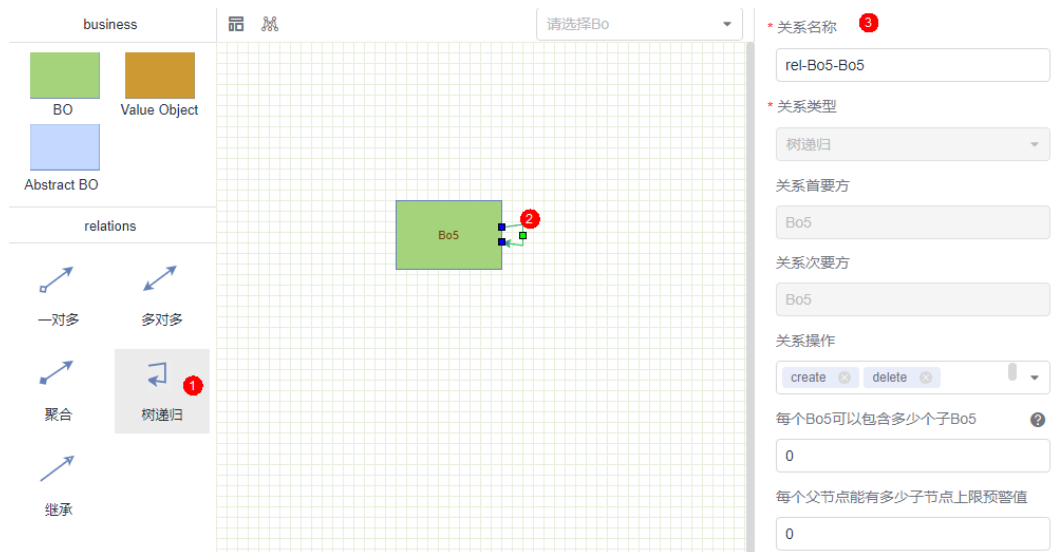 business
BO
Value Object
Abstract BO
relations
一对多
多对多
聚合
树递归
1
继承
请选择Bo
Bo5
2
* 关系名称
3
rel-Bo5-Bo5
* 关系类型
树递归
关系首要方
Bo5
关系次要方
Bo5
关系操作
create
delete
每个Bo5可以包含多少个子Bo5
?
0
每个父节点能有多少子节点上限预警值
0